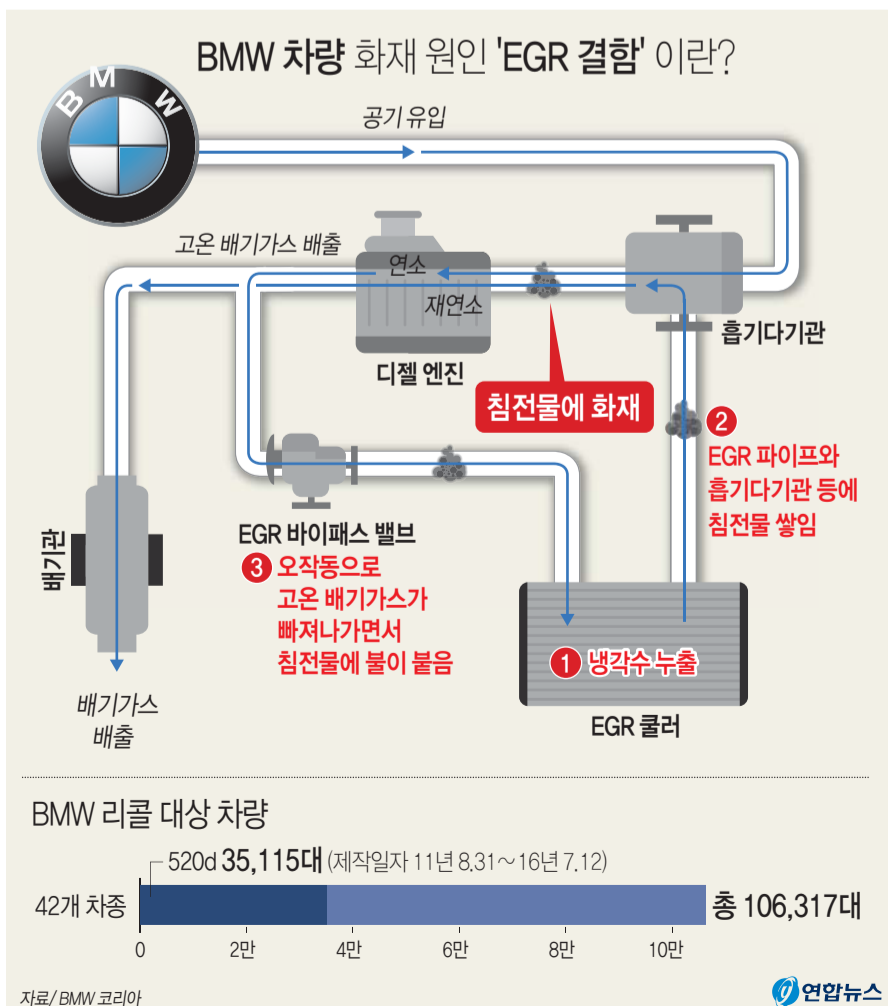 BMW 차량 화재 원인 'EGR 결함' 이란?
BMW
공기 유입
고온 배기가스 배출
연소
재연소
디젤 엔진
흡기다기관
침전물에 화재
2
EGR 파이프와
흡기다기관 등에
침전물 쌓임
EGR 바이패스 밸브
3 오작동으로
고온 배기가스가
빠져나가면서
침전물에 불이 붙음
배기관
1 냉각수 누출
EGR 쿨러
배기가스
배출
BMW 리콜 대상 차량
520d 35,115대 (제작일자 11년 8.31~16년 7.12)
42개 차종
총 106,317대
0 2만 4만 6만 8만 10만
자료/ BMW 코리아
연합뉴스